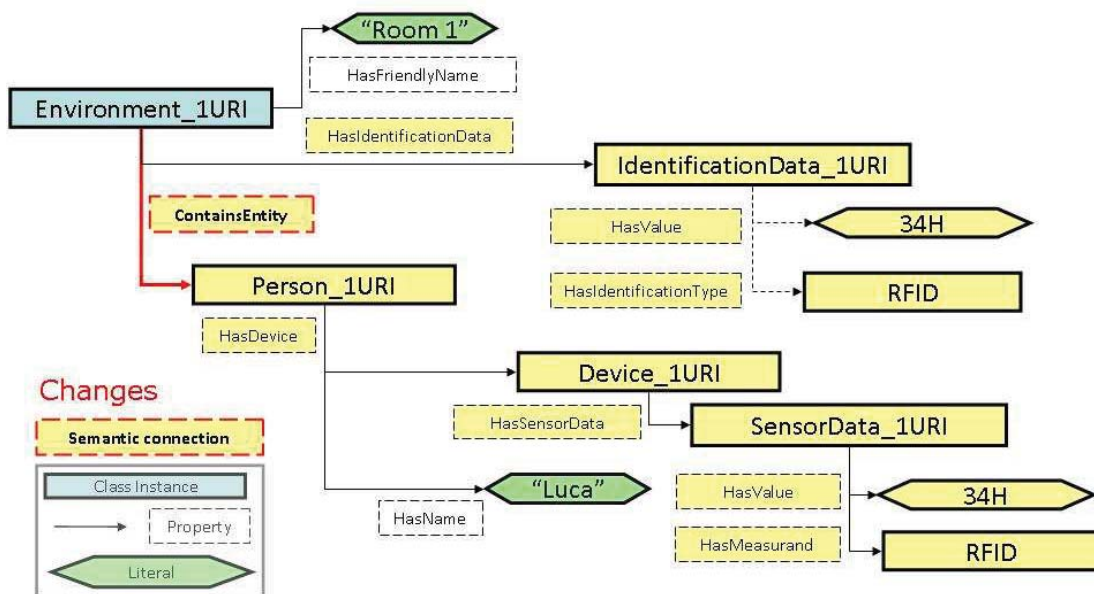 “Room 1”
HasFriendlyName
Environment_1URI
HasIdentificationData
IdentificationData_1URI
ContainsEntity
HasValue
34H
Person_1URI
HasIdentificationType
RFID
HasDevice
Device_1URI
Changes
HasSensorData
SensorData_1URI
Semantic connection
Class Instance
“Luca”
HasValue
34H
Property
HasName
HasMeasurand
RFID
Literal